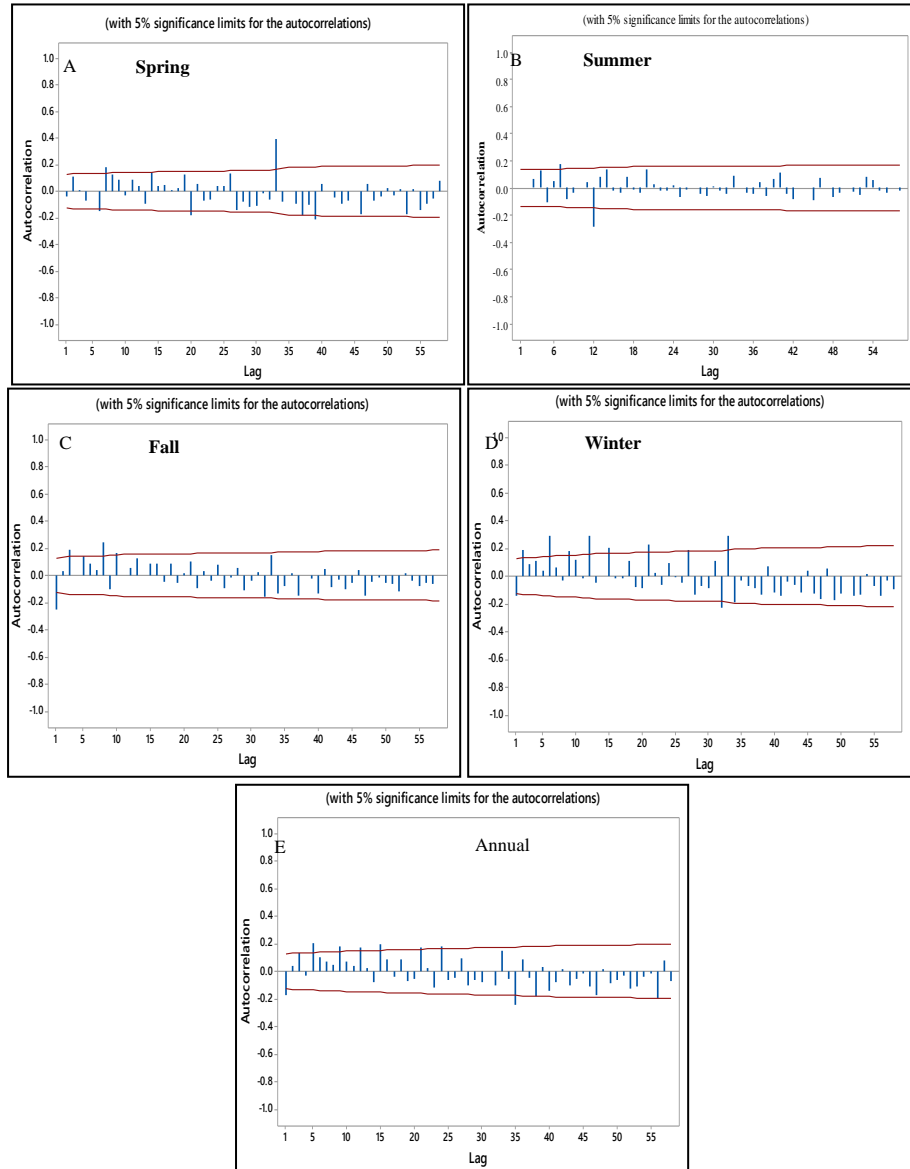 (with 5% significance limits for the autocorrelations)
A Spring
1.0
0.8
0.6
0.4
0.2
0.0
-0.2
-0.4
-0.6
-0.8
-1.0
Autocorrelation
1 5 10 15 20 25 30 35 40 45 50 55
Lag
(with 5% significance limits for the autocorrelations)
B Summer
1.0
0.8
0.6
0.4
0.2
0.0
-0.2
-0.4
-0.6
-0.8
-1.0
Autocorrelation
1 6 12 18 24 30 36 42 48 54
Lag
(with 5% significance limits for the autocorrelations)
C Fall
1.0
0.8
0.6
0.4
0.2
0.0
-0.2
-0.4
-0.6
-0.8
-1.0
Autocorrelation
1 5 10 15 20 25 30 35 40 45 50 55
Lag
(with 5% significance limits for the autocorrelations)
D Winter
1.0
0.8
0.6
0.4
0.2
0.0
-0.2
-0.4
-0.6
-0.8
-1.0
Autocorrelation
1 5 10 15 20 25 30 35 40 45 50 55
Lag
(with 5% significance limits for the autocorrelations)
E Annual
1.0
0.8
0.6
0.4
0.2
0.0
-0.2
-0.4
-0.6
-0.8
-1.0
Autocorrelation
1 5 10 15 20 25 30 35 40 45 50 55
Lag